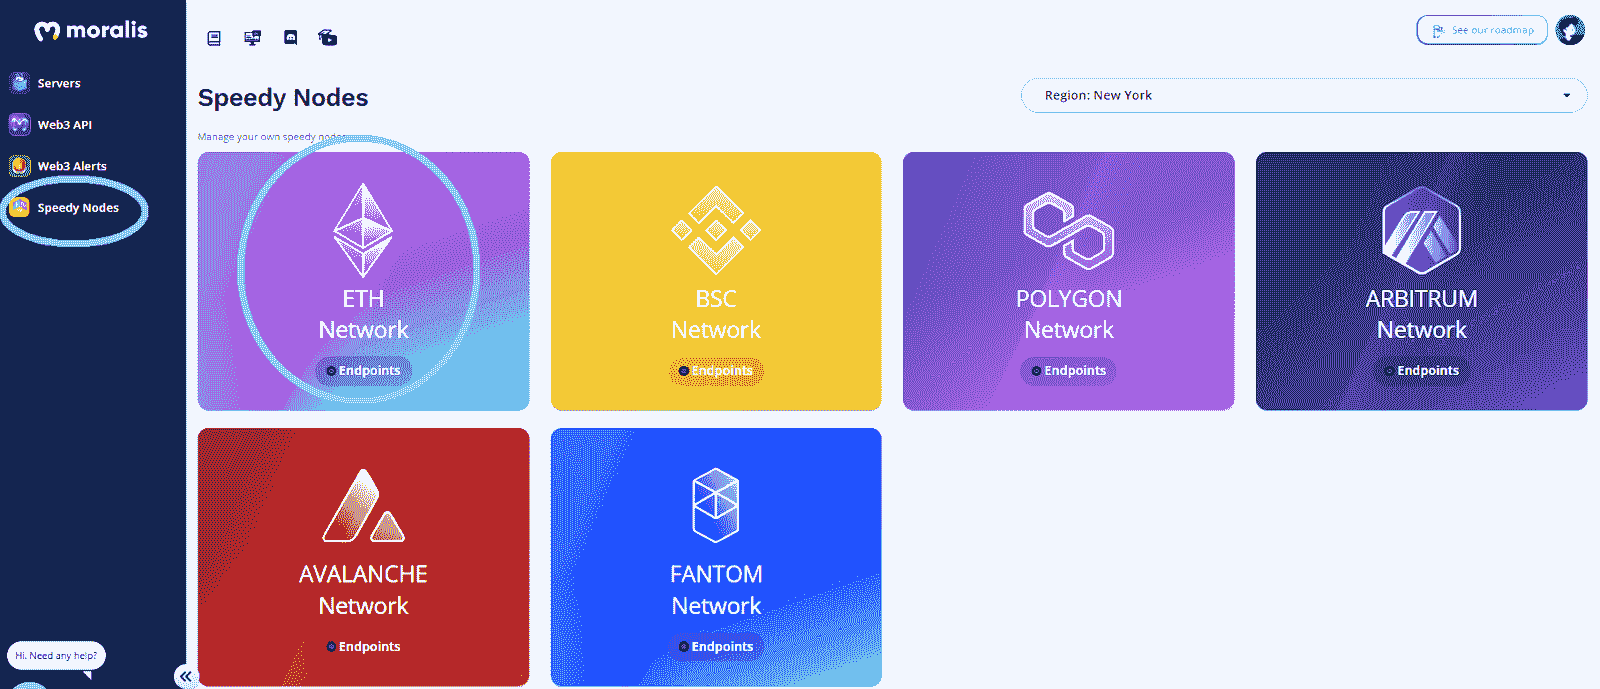 moralis
See our roadmap
Servers
Web3 API
Web3 Alerts
Speedy Nodes
Speedy Nodes
Region: New York
Manage your own speedy nodes
ETH
Network
Endpoints
BSC
Network
Endpoints
POLYGON
Network
Endpoints
ARBITRUM
Network
Endpoints
AVALANCHE
Network
Endpoints
FANTOM
Network
Endpoints
Hi. Need any help?